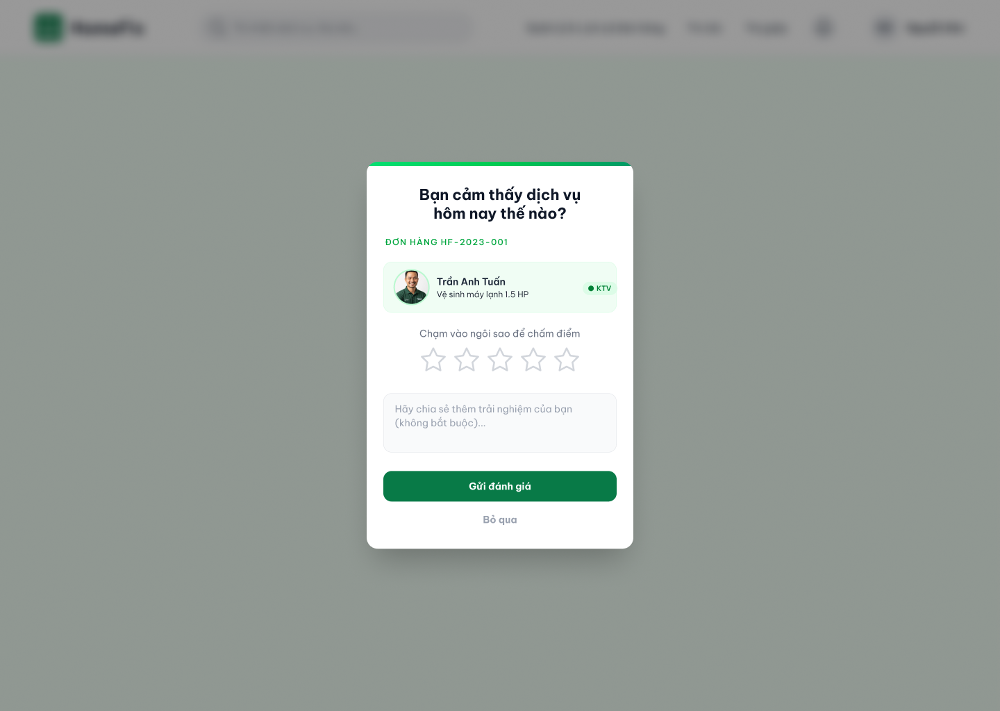 HomeFix
Bạn cảm thấy dịch vụ
hôm nay thế nào?
ĐƠN HÀNG HF-2023-001
Trần Anh Tuấn
Vệ sinh máy lạnh 1.5 HP
KTV
Chạm vào ngôi sao để chấm điểm
Hãy chia sẻ thêm trải nghiệm của bạn
(không bắt buộc)...
Gửi đánh giá
Bỏ qua